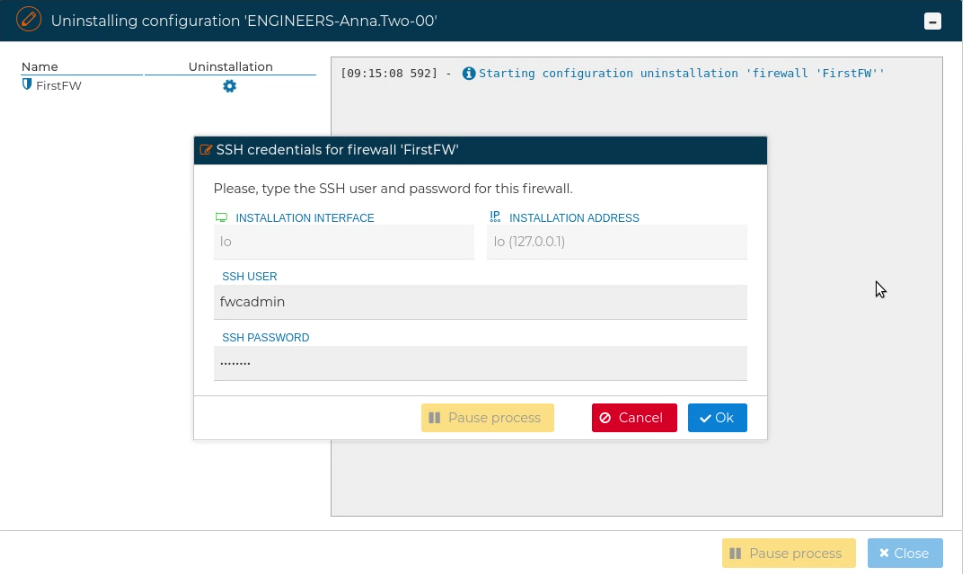 Uninstalling configuration 'ENGINEERS-Anna.Two-00'
Name Uninstallation
FirstFW
[09:15:08 592] - Starting configuration uninstallation 'firewall 'FirstFW''
SSH credentials for firewall 'FirstFW'
Please, type the SSH user and password for this firewall.
INSTALLATION INTERFACE IP INSTALLATION ADDRESS
lo lo (127.0.0.1)
SSH USER
fwcadmin
SSH PASSWORD
········
Pause process Cancel Ok
Pause process Close